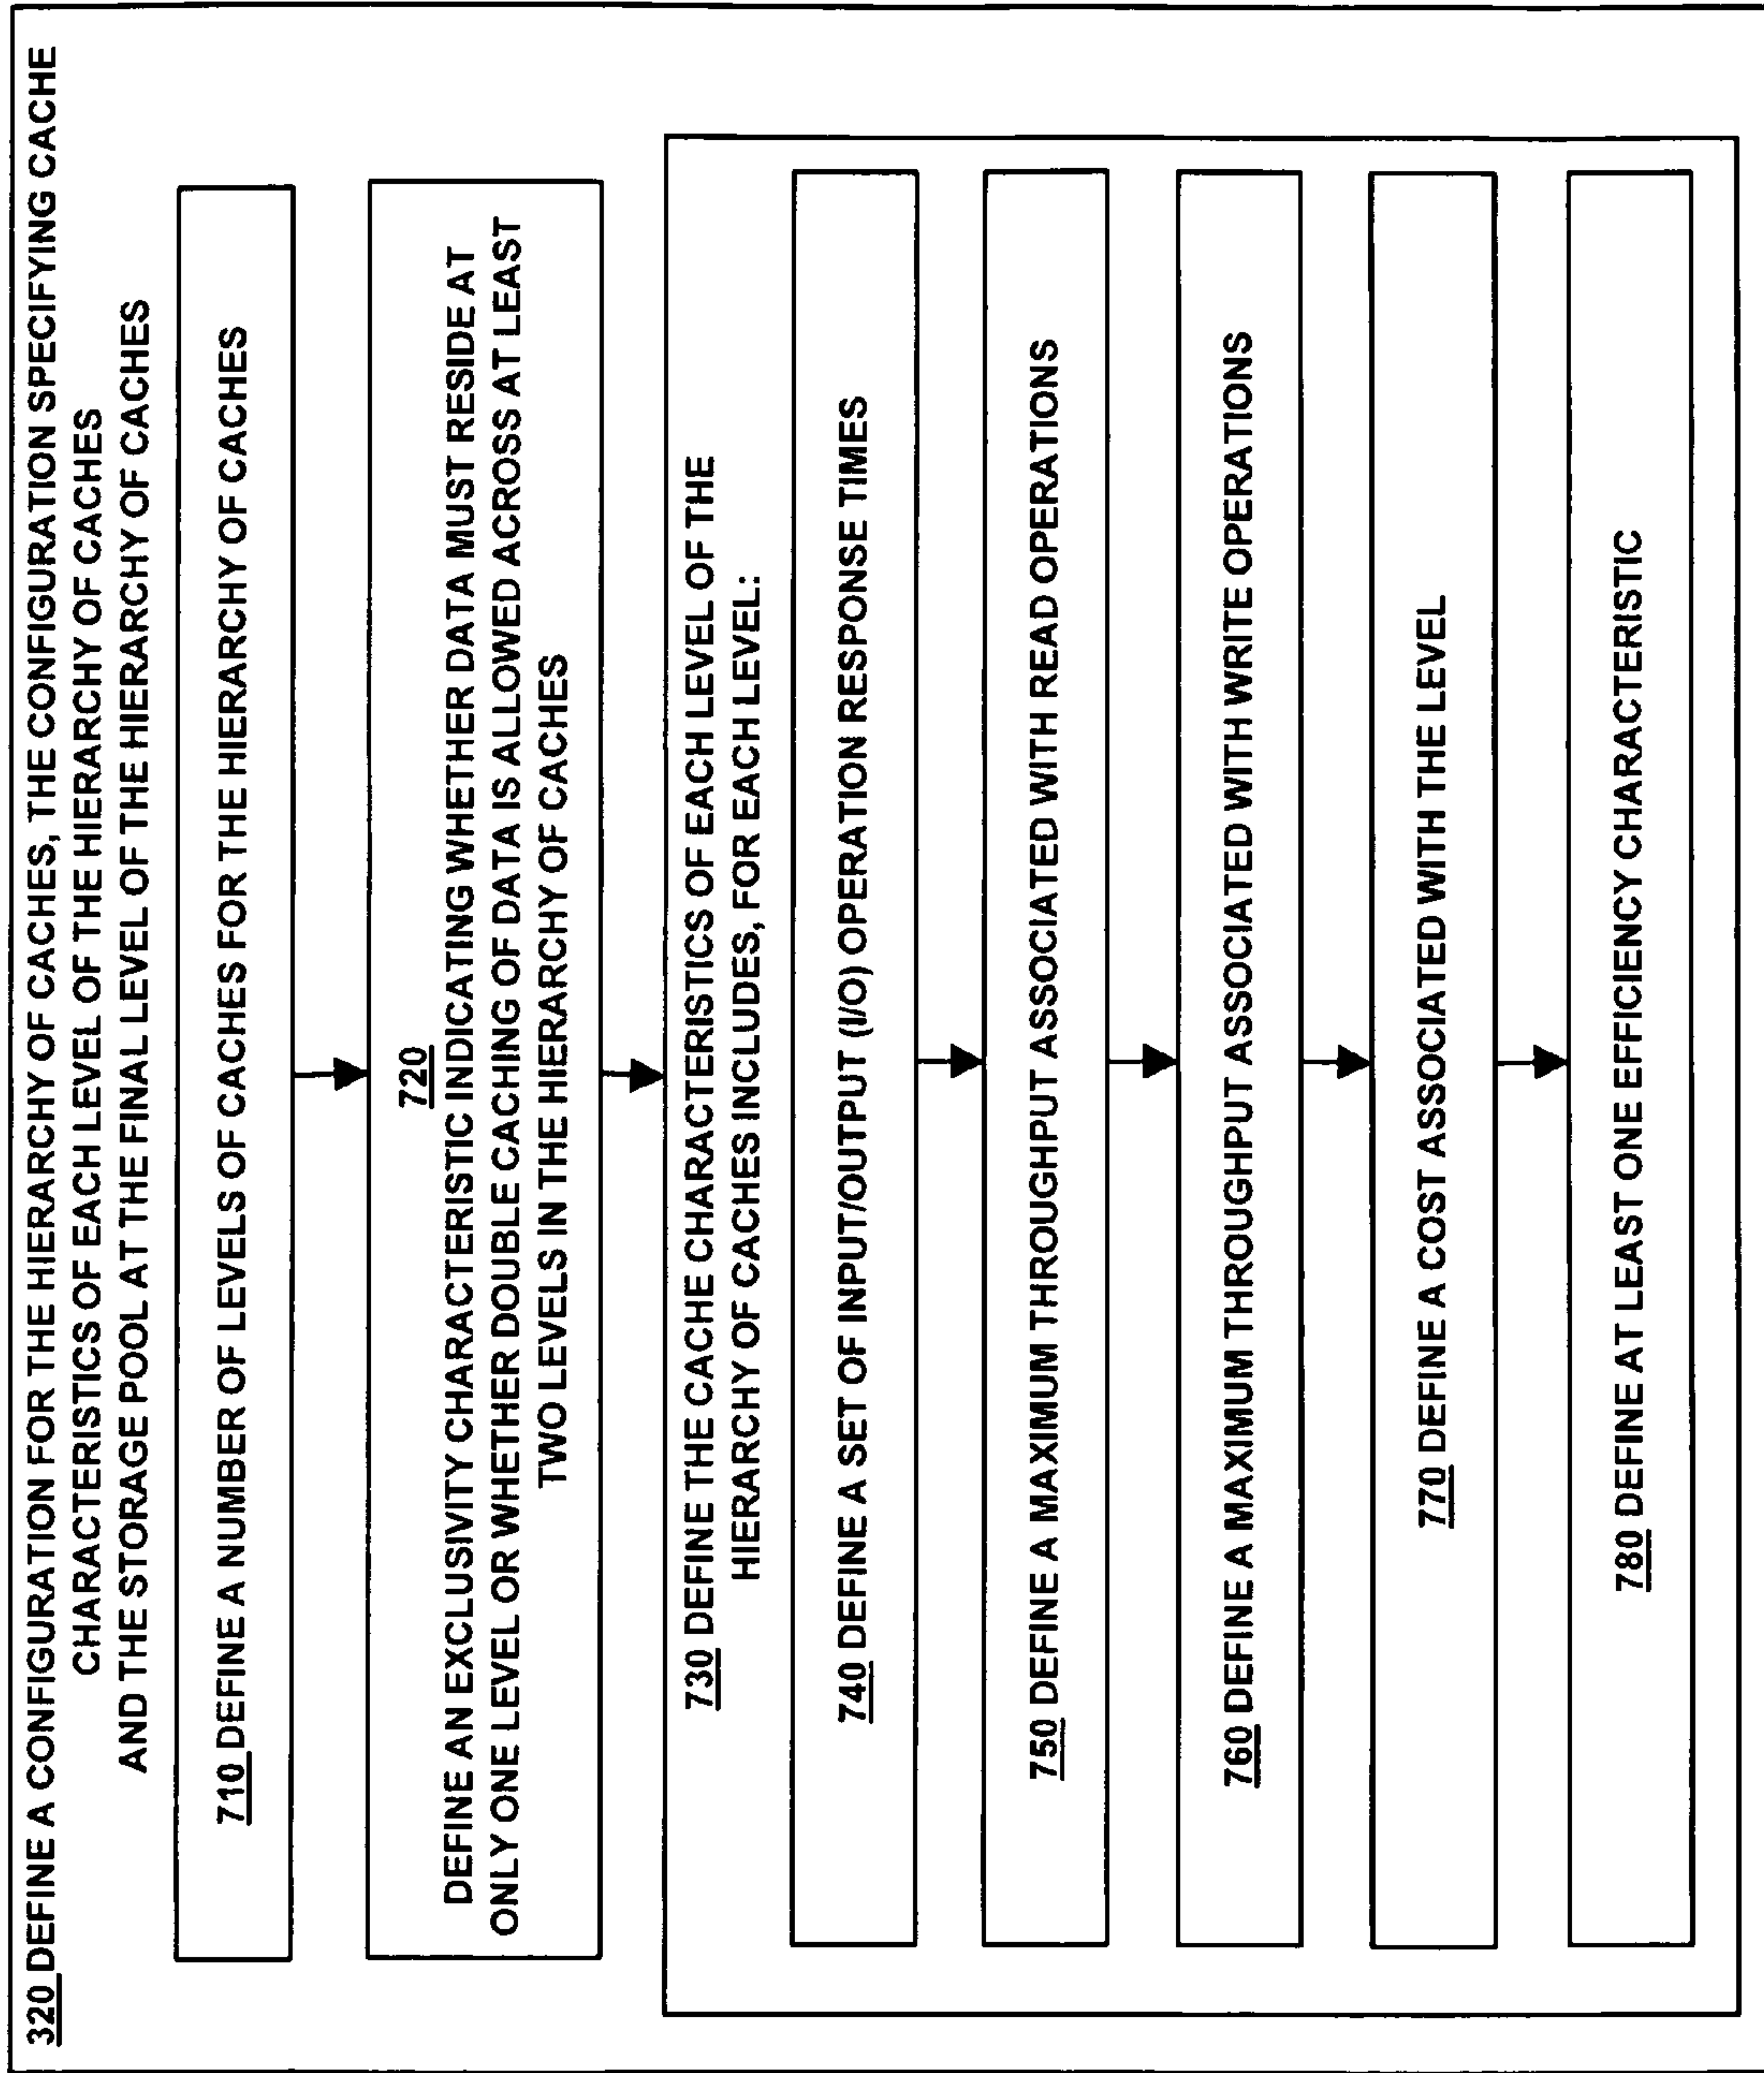 320 DEFINE A CONFIGURATION FOR THE HIERARCHY OF CACHES, THE CONFIGURATION SPECIFYING CACHE
CHARACTERISTICS OF EACH LEVEL OF THE HIERARCHY OF CACHES
AND THE STORAGE POOL AT THE FINAL LEVEL OF THE HIERARCHY OF CACHES
710 DEFINE A NUMBER OF LEVELS OF CACHES FOR THE HIERARCHY OF CACHES
720
DEFINE AN EXCLUSIVITY CHARACTERISTIC INDICATING WHETHER DATA MUST RESIDE AT
ONLY ONE LEVEL OR WHETHER DOUBLE CACHING OF DATA IS ALLOWED ACROSS AT LEAST
TWO LEVELS IN THE HIERARCHY OF CACHES
730 DEFINE THE CACHE CHARACTERISTICS OF EACH LEVEL OF THE
HIERARCHY OF CACHES INCLUDES, FOR EACH LEVEL:
740 DEFINE A SET OF INPUT/OUTPUT (I/O) OPERATION RESPONSE TIMES
750 DEFINE A MAXIMUM THROUGHPUT ASSOCIATED WITH READ OPERATIONS
760 DEFINE A MAXIMUM THROUGHPUT ASSOCIATED WITH WRITE OPERATIONS
770 DEFINE A COST ASSOCIATED WITH THE LEVEL
780 DEFINE AT LEAST ONE EFFICIENCY CHARACTERISTIC